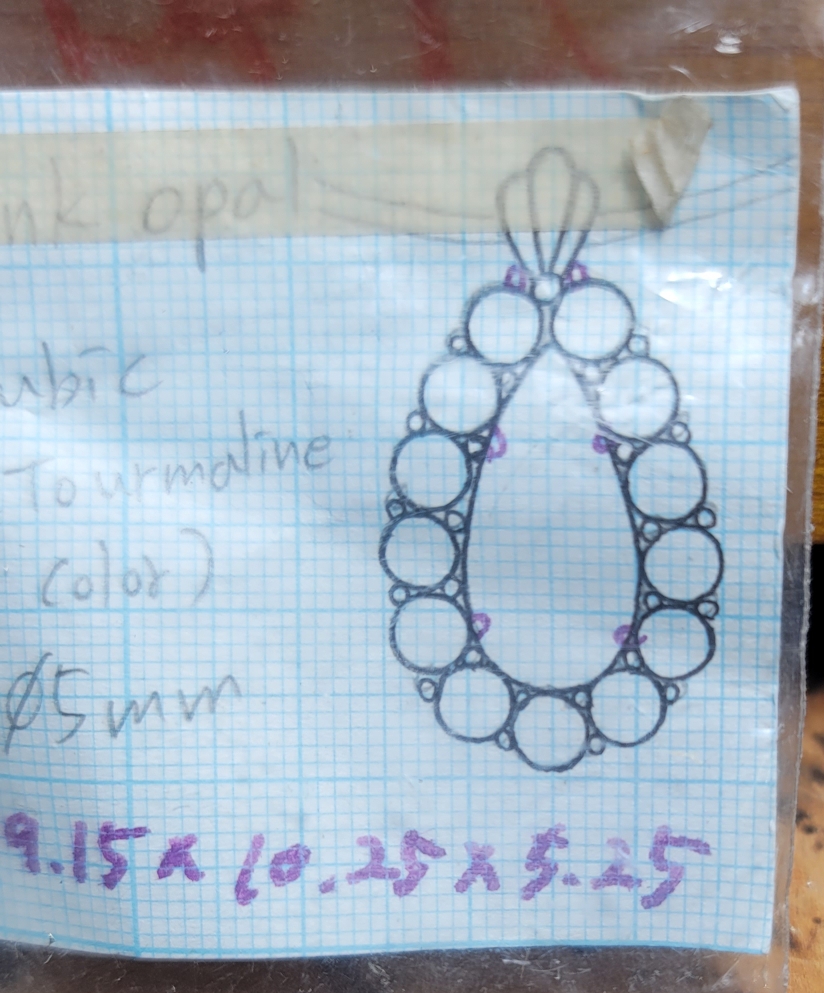 nk opal
ubic
Tourmaline
color)
ø5mm
9.15 x 10.25 x 5.25